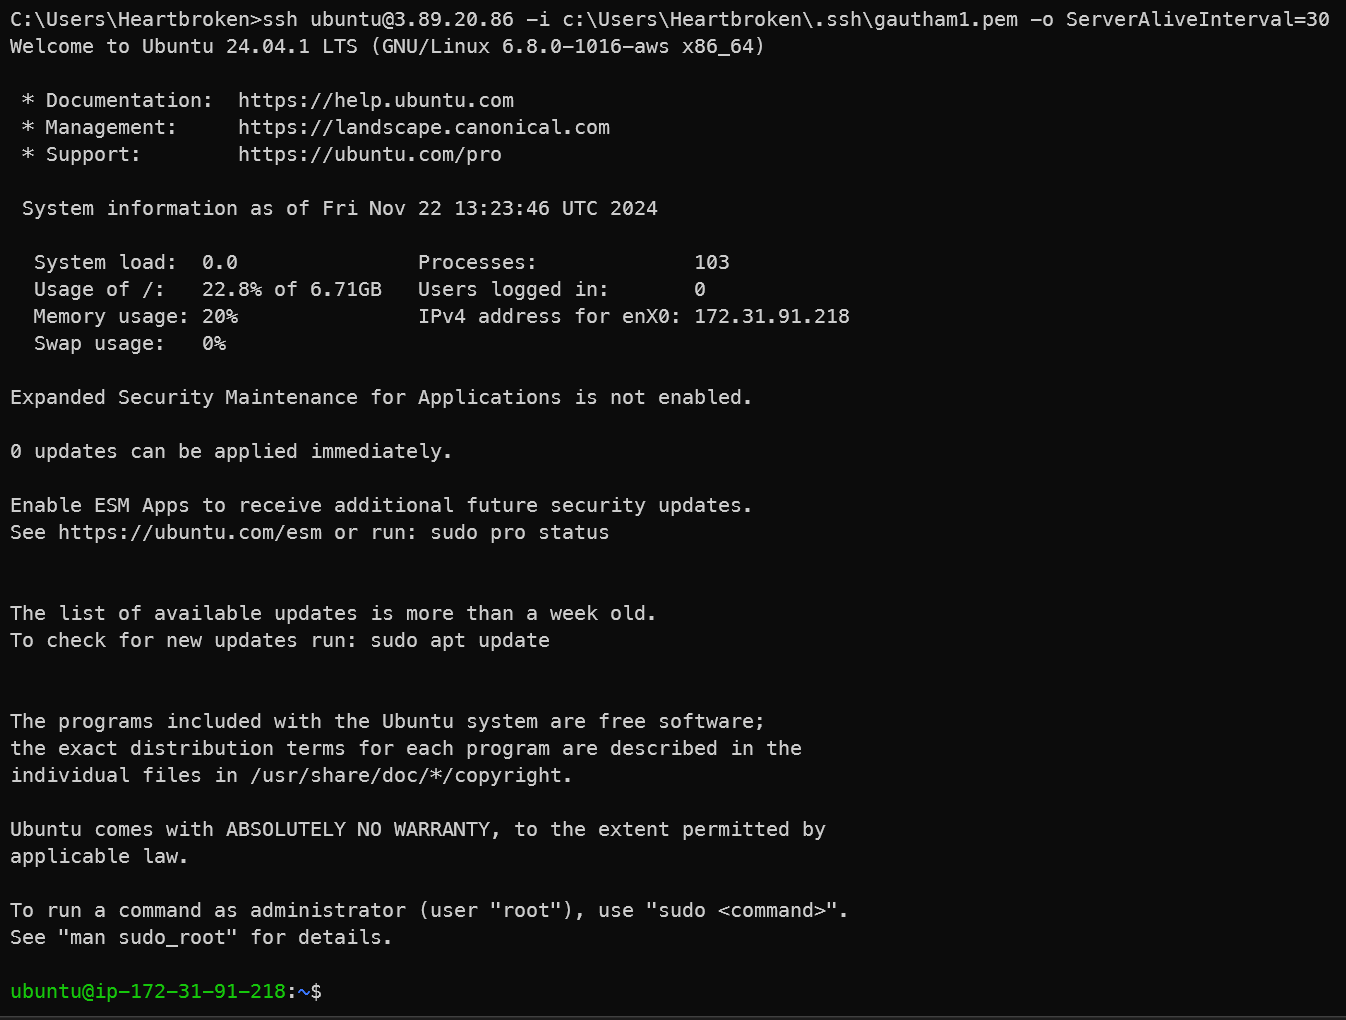 C:\Users\Heartbroken>ssh ubuntu@3.89.20.86 -i c:\Users\Heartbroken\.ssh\gautham1.pem -o ServerAliveInterval=30
Welcome to Ubuntu 24.04.1 LTS (GNU/Linux 6.8.0-1016-aws x86_64)

 * Documentation:  https://help.ubuntu.com
 * Management:     https://landscape.canonical.com
 * Support:        https://ubuntu.com/pro

 System information as of Fri Nov 22 13:23:46 UTC 2024

  System load:  0.0               Processes:             103
  Usage of /:   22.8% of 6.71GB   Users logged in:       0
  Memory usage: 20%               IPv4 address for enX0: 172.31.91.218
  Swap usage:   0%

Expanded Security Maintenance for Applications is not enabled.

0 updates can be applied immediately.

Enable ESM Apps to receive additional future security updates.
See https://ubuntu.com/esm or run: sudo pro status


The list of available updates is more than a week old.
To check for new updates run: sudo apt update


The programs included with the Ubuntu system are free software;
the exact distribution terms for each program are described in the
individual files in /usr/share/doc/*/copyright.

Ubuntu comes with ABSOLUTELY NO WARRANTY, to the extent permitted by
applicable law.

To run a command as administrator (user "root"), use "sudo <command>".
See "man sudo_root" for details.

ubuntu@ip-172-31-91-218:~$